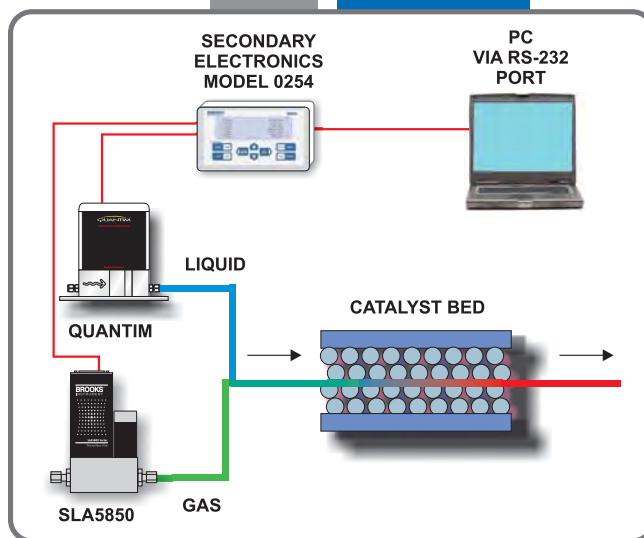 SECONDARY
ELECTRONICS
MODEL 0254
PC
VIA RS-232
PORT
QUANTIM
LIQUID
QUANTIM
CATALYST BED
BROOKS
GAS
SLA5850